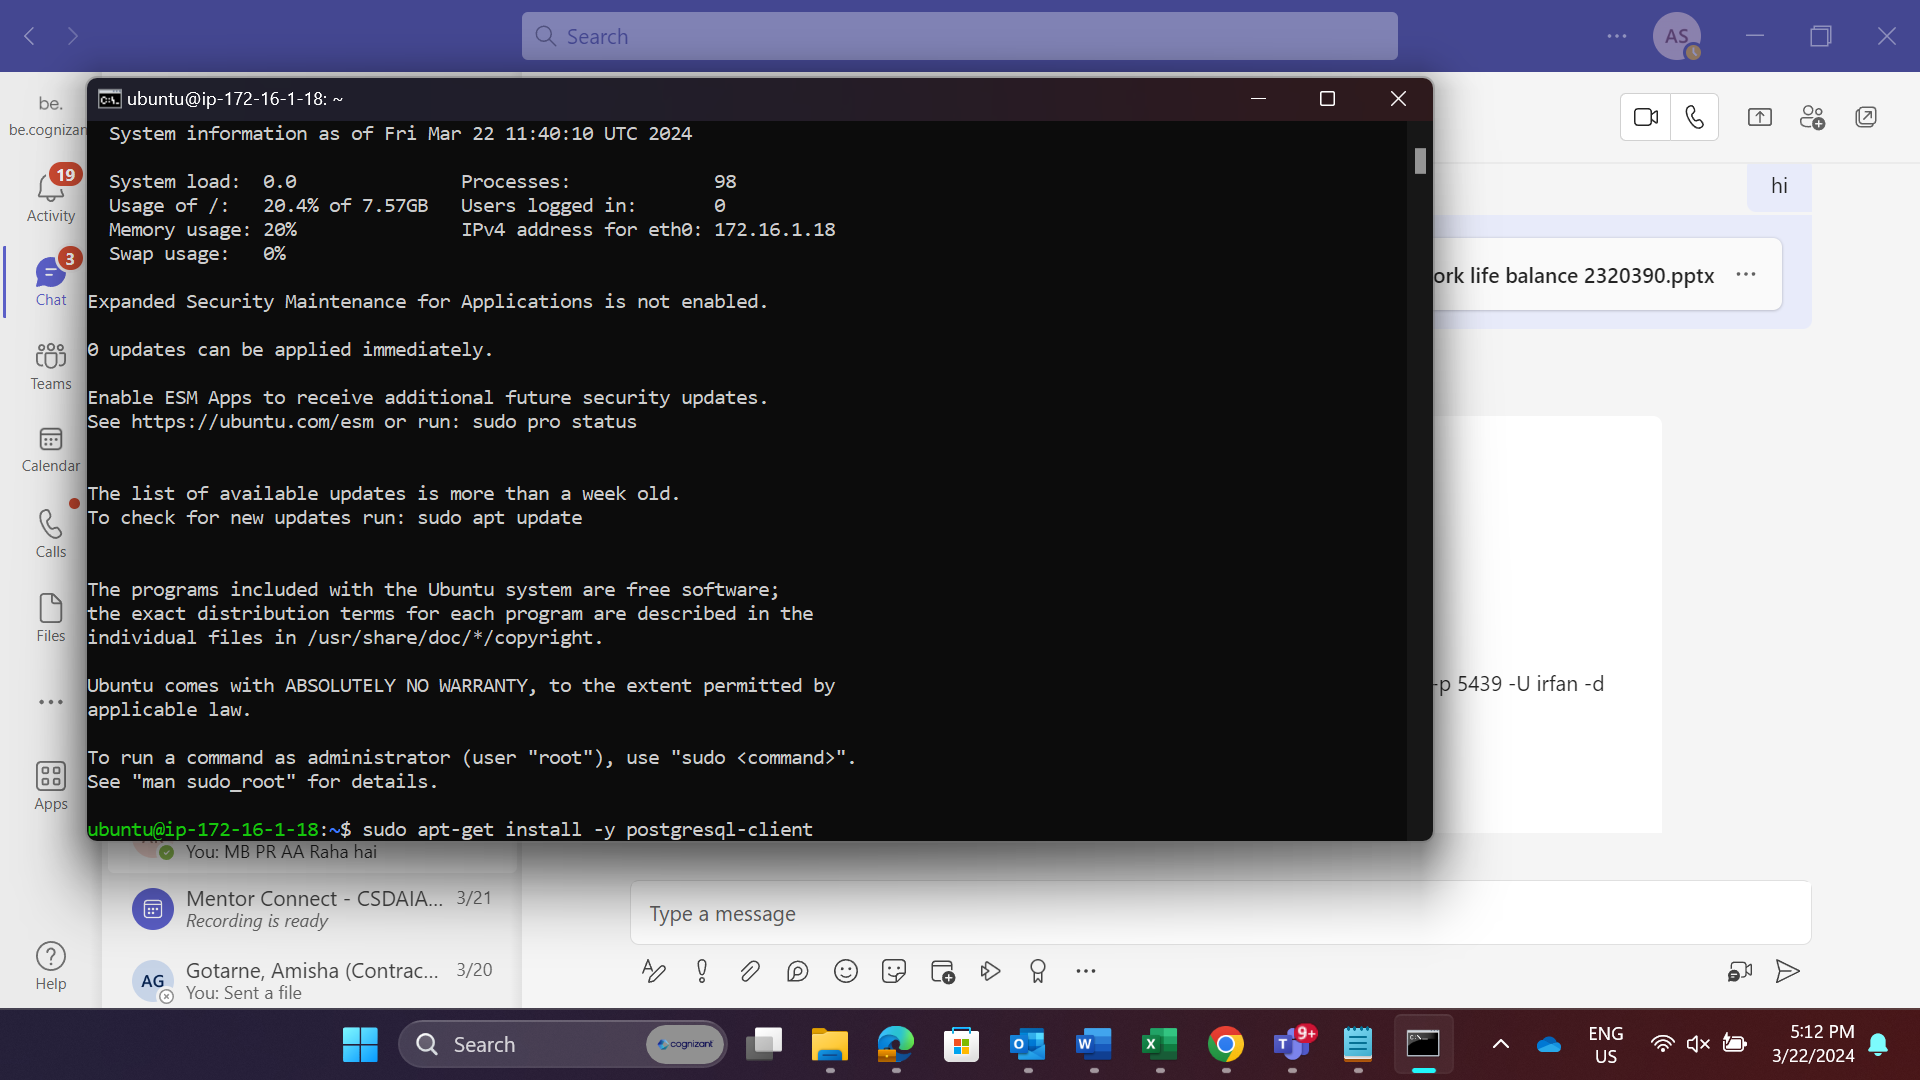 Search
AS
be.
be.cognizan
19
Activity
3
Chat
Teams
Calendar
Calls
Files
Apps
Help
ubuntu@ip-172-16-1-18: ~
System information as of Fri Mar 22 11:40:10 UTC 2024
System load: 0.0 Processes: 98
Usage of /: 20.4% of 7.57GB Users logged in: 0
Memory usage: 20% IPv4 address for eth0: 172.16.1.18
Swap usage: 0%
Expanded Security Maintenance for Applications is not enabled.
0 updates can be applied immediately.
Enable ESM Apps to receive additional future security updates.
See https://ubuntu.com/esm or run: sudo pro status
The list of available updates is more than a week old.
To check for new updates run: sudo apt update
The programs included with the Ubuntu system are free software;
the exact distribution terms for each program are described in the
individual files in /usr/share/doc/*/copyright.
Ubuntu comes with ABSOLUTELY NO WARRANTY, to the extent permitted by
applicable law.
To run a command as administrator (user "root"), use "sudo <command>".
See "man sudo_root" for details.
ubuntu@ip-172-16-1-18:~$ sudo apt-get install -y postgresql-client
hi
ork life balance 2320390.pptx
-p 5439 -U irfan -d
You: MB PR AA Raha hai
Mentor Connect - CSDAIA... 3/21
Recording is ready
AG
Gotarne, Amisha (Contrac... 3/20
You: Sent a file
Type a message
Search
cognizant
9+
ENG
US
5:12 PM
3/22/2024